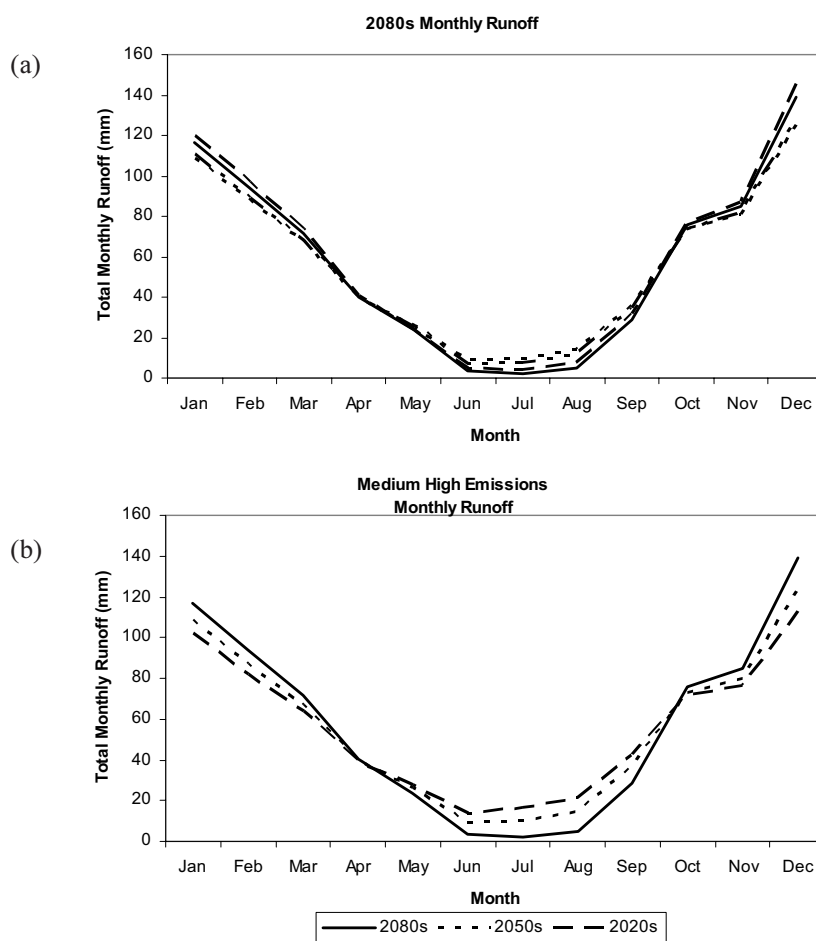 2080s Monthly Runoff
(a)
160
140
120
100
80
60
40
20
0
Total Monthly Runoff (mm)
Jan Feb Mar Apr May Jun Jul Aug Sep Oct Nov Dec
Month
Medium High Emissions
Monthly Runoff
(b)
160
140
120
100
80
60
40
20
0
Total Monthly Runoff (mm)
Jan Feb Mar Apr May Jun Jul Aug Sep Oct Nov Dec
Month
2080s 2050s 2020s